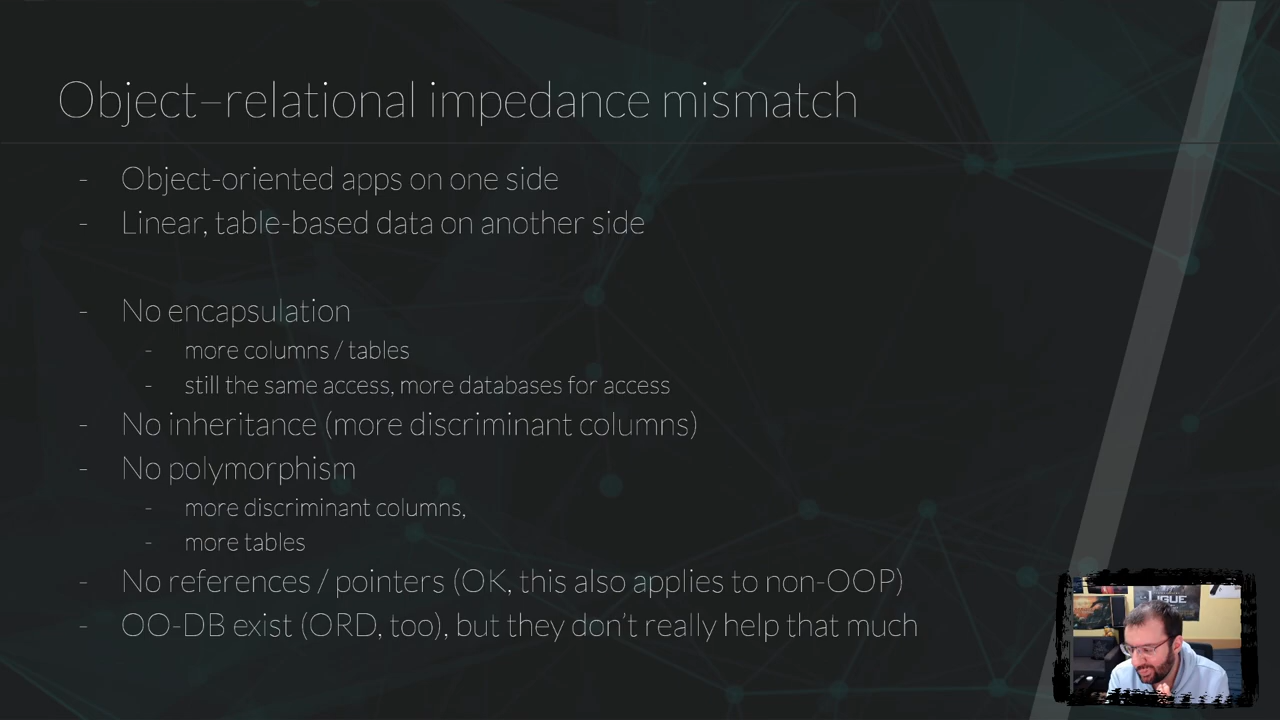 Object–relational impedance mismatch
- Object-oriented apps on one side
- Linear, table-based data on another side
- No encapsulation
- more columns / tables
- still the same access, more databases for access
- No inheritance (more discriminant columns)
- No polymorphism
- more discriminant columns,
- more tables
- No references / pointers (OK, this also applies to non-OOP)
- OO-DB exist (ORD, too), but they don't really help that much